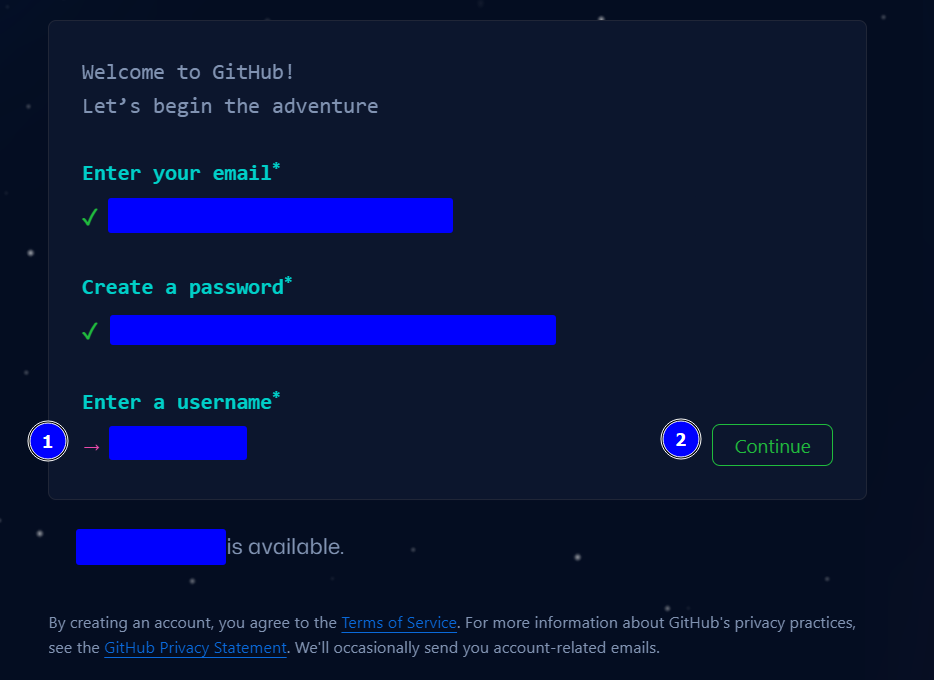 Welcome to GitHub!
Let’s begin the adventure
Enter your email*
✓
Create a password*
✓
Enter a username*
1 → 2 Continue
is available.
By creating an account, you agree to the Terms of Service. For more information about GitHub's privacy practices,
see the GitHub Privacy Statement. We'll occasionally send you account-related emails.